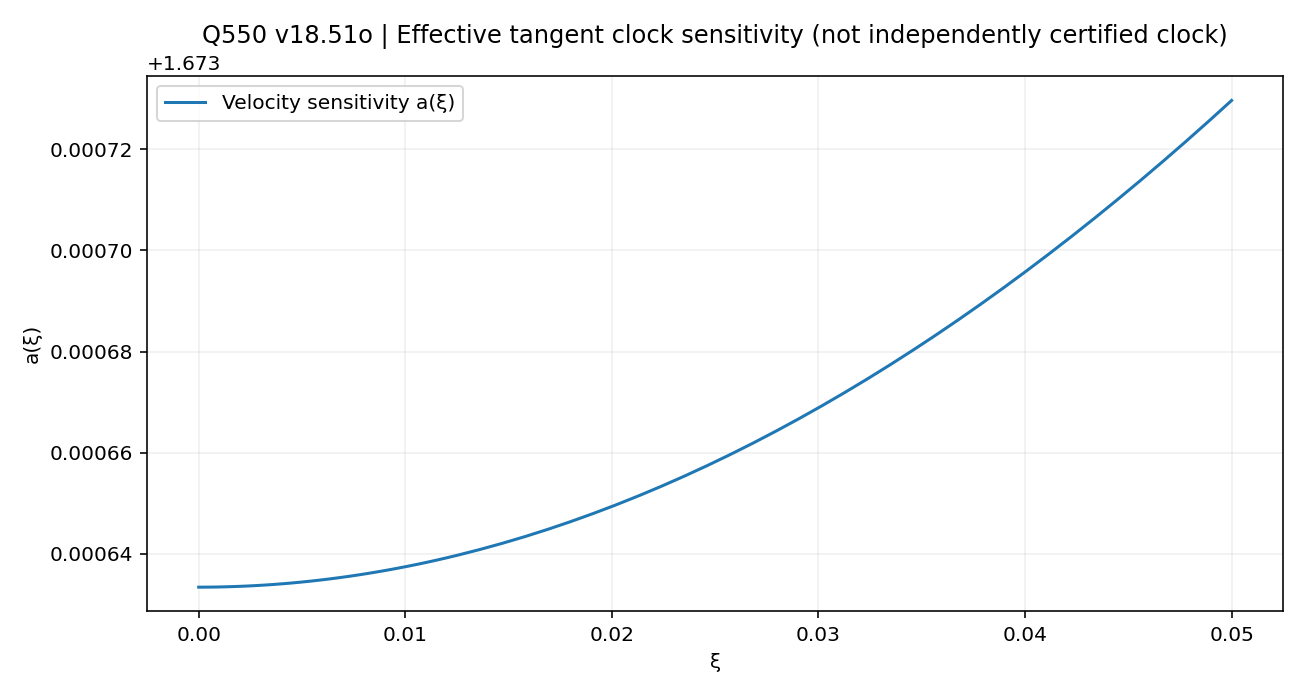 Q550 v18.51o | Effective tangent clock sensitivity (not independently certified clock)
+1.673
Velocity sensitivity a(ξ)
0.00072
0.00070
0.00068
0.00066
0.00064
a(ξ)
0.00 0.01 0.02 0.03 0.04 0.05
ξ